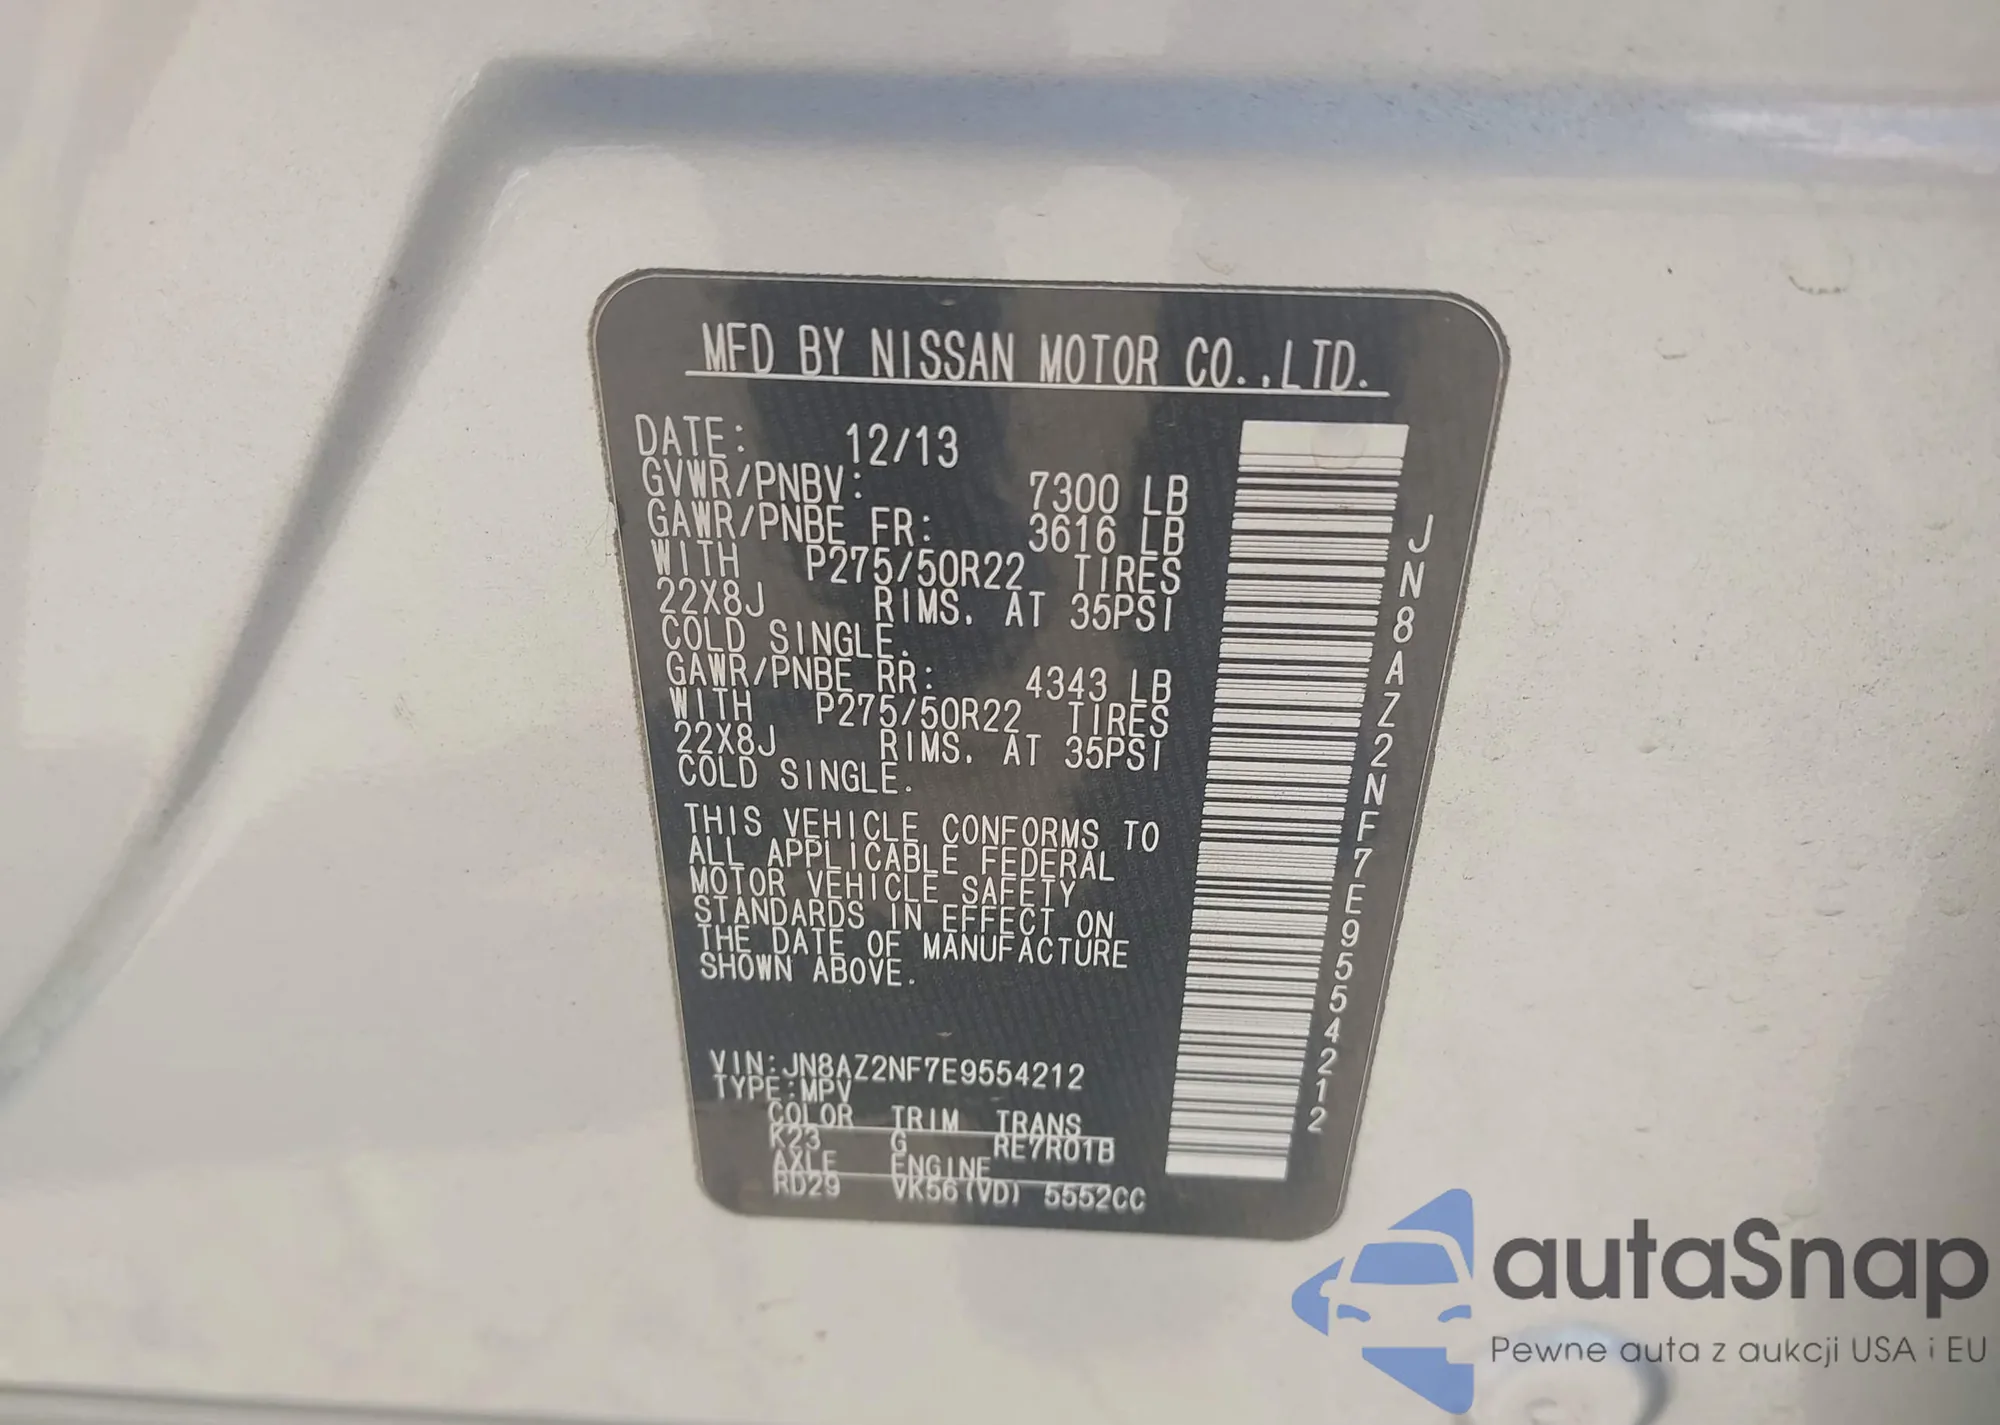 MFD BY NISSAN MOTOR CO.,LTD.
DATE: 12/13
GVWR/PNBV: 7300 LB
GAWR/PNBE FR: 3616 LB
WITH P275/50R22 TIRES
22X8J RIMS. AT 35PSI
COLD SINGLE.
GAWR/PNBE RR: 4343 LB
WITH P275/50R22 TIRES
22X8J RIMS. AT 35PSI
COLD SINGLE.
THIS VEHICLE CONFORMS TO
ALL APPLICABLE FEDERAL
MOTOR VEHICLE SAFETY
STANDARDS IN EFFECT ON
THE DATE OF MANUFACTURE
SHOWN ABOVE.
VIN:JN8AZ2NF7E9554212
TYPE:MPV
COLOR TRIM TRANS
K23 G RE7R01B
AXLE ENGINE
RD29 VK56(VD) 5552CC
JN8AZ2NF7E9554212
autaSnap
Pewne auta z aukcji USA i EU